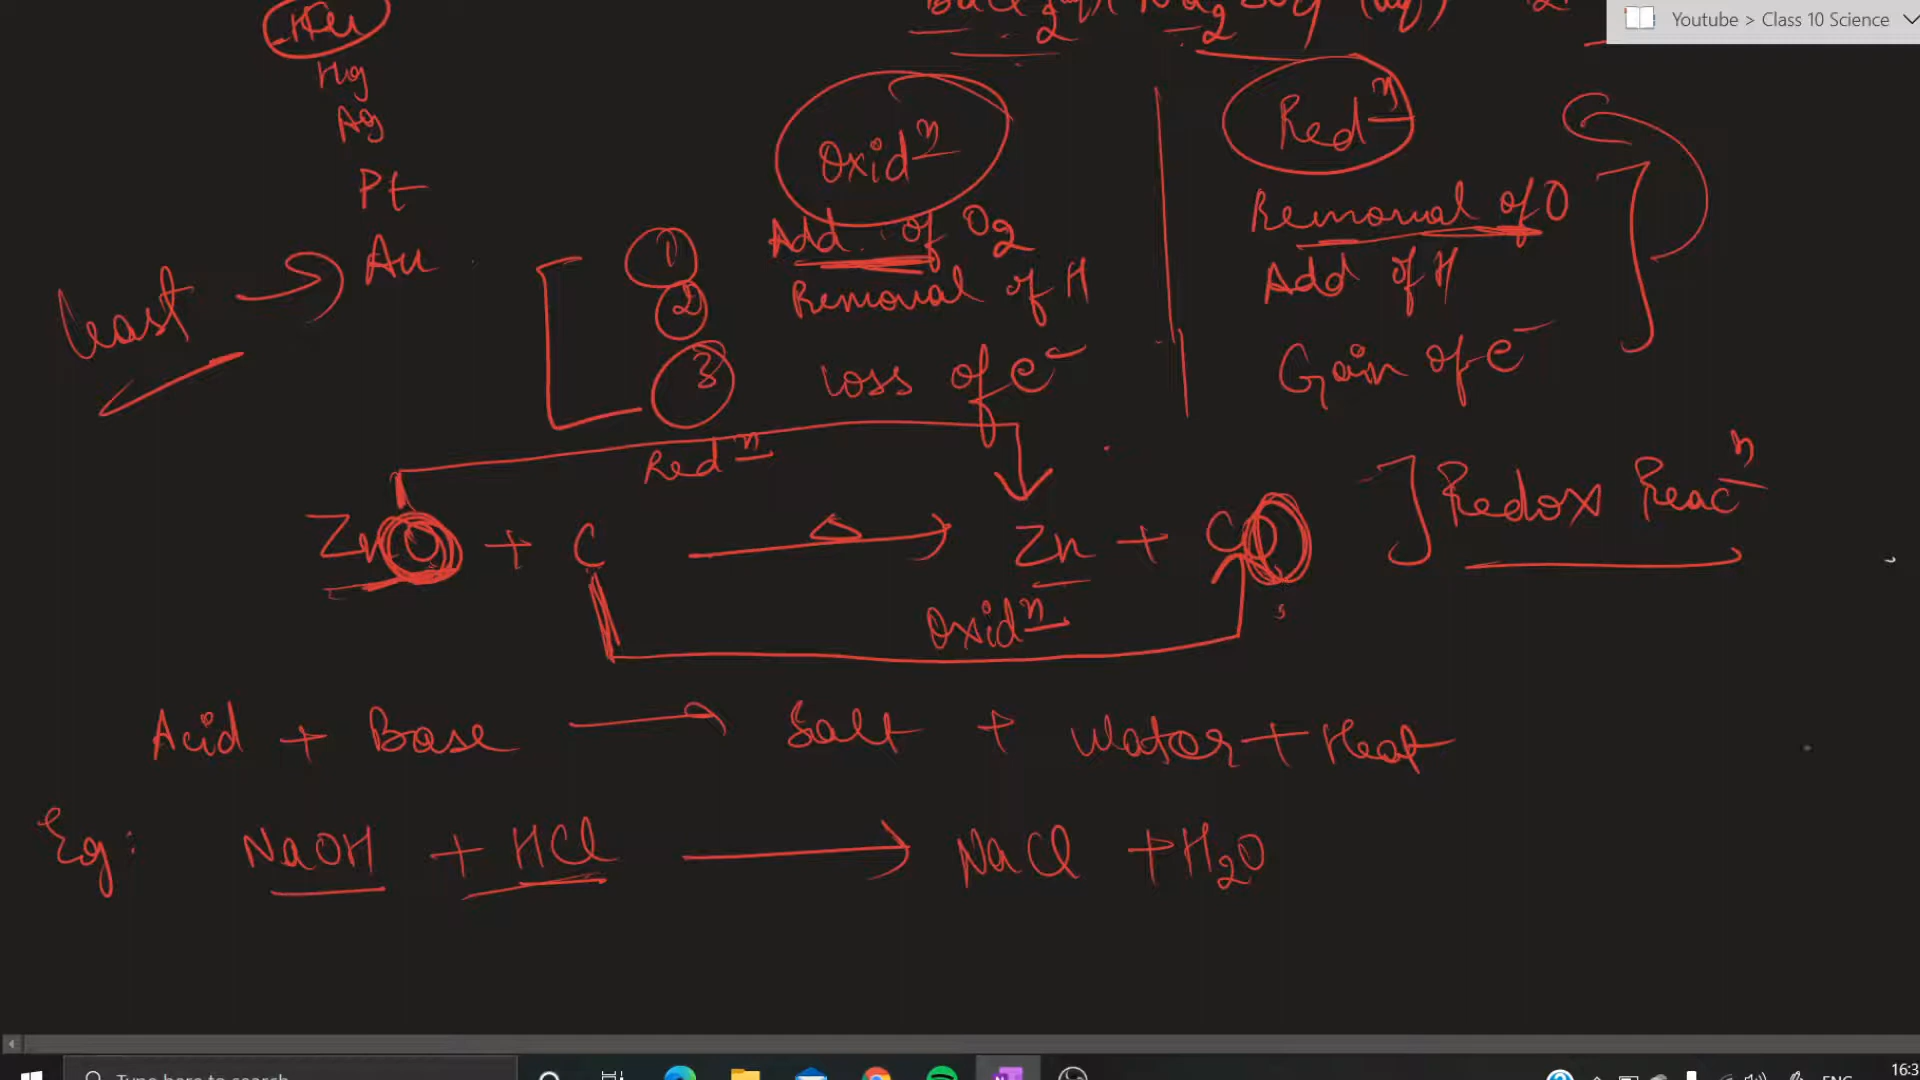 Youtube > Class 10 Science
Hg
Ag
Pt
Au
Least
Oxidⁿ
Redⁿ
1 Add. of O2
2 Removal of H
3 Loss of e⁻
Removal of O
Add of H
Gain of e⁻
Redⁿ
ZnO + C →Δ Zn + CO ] Redox Reacⁿ
Oxidⁿ
Acid + Base → Salt + Water + Heat
Eg: NaOH + HCl → NaCl + H2O
16:3